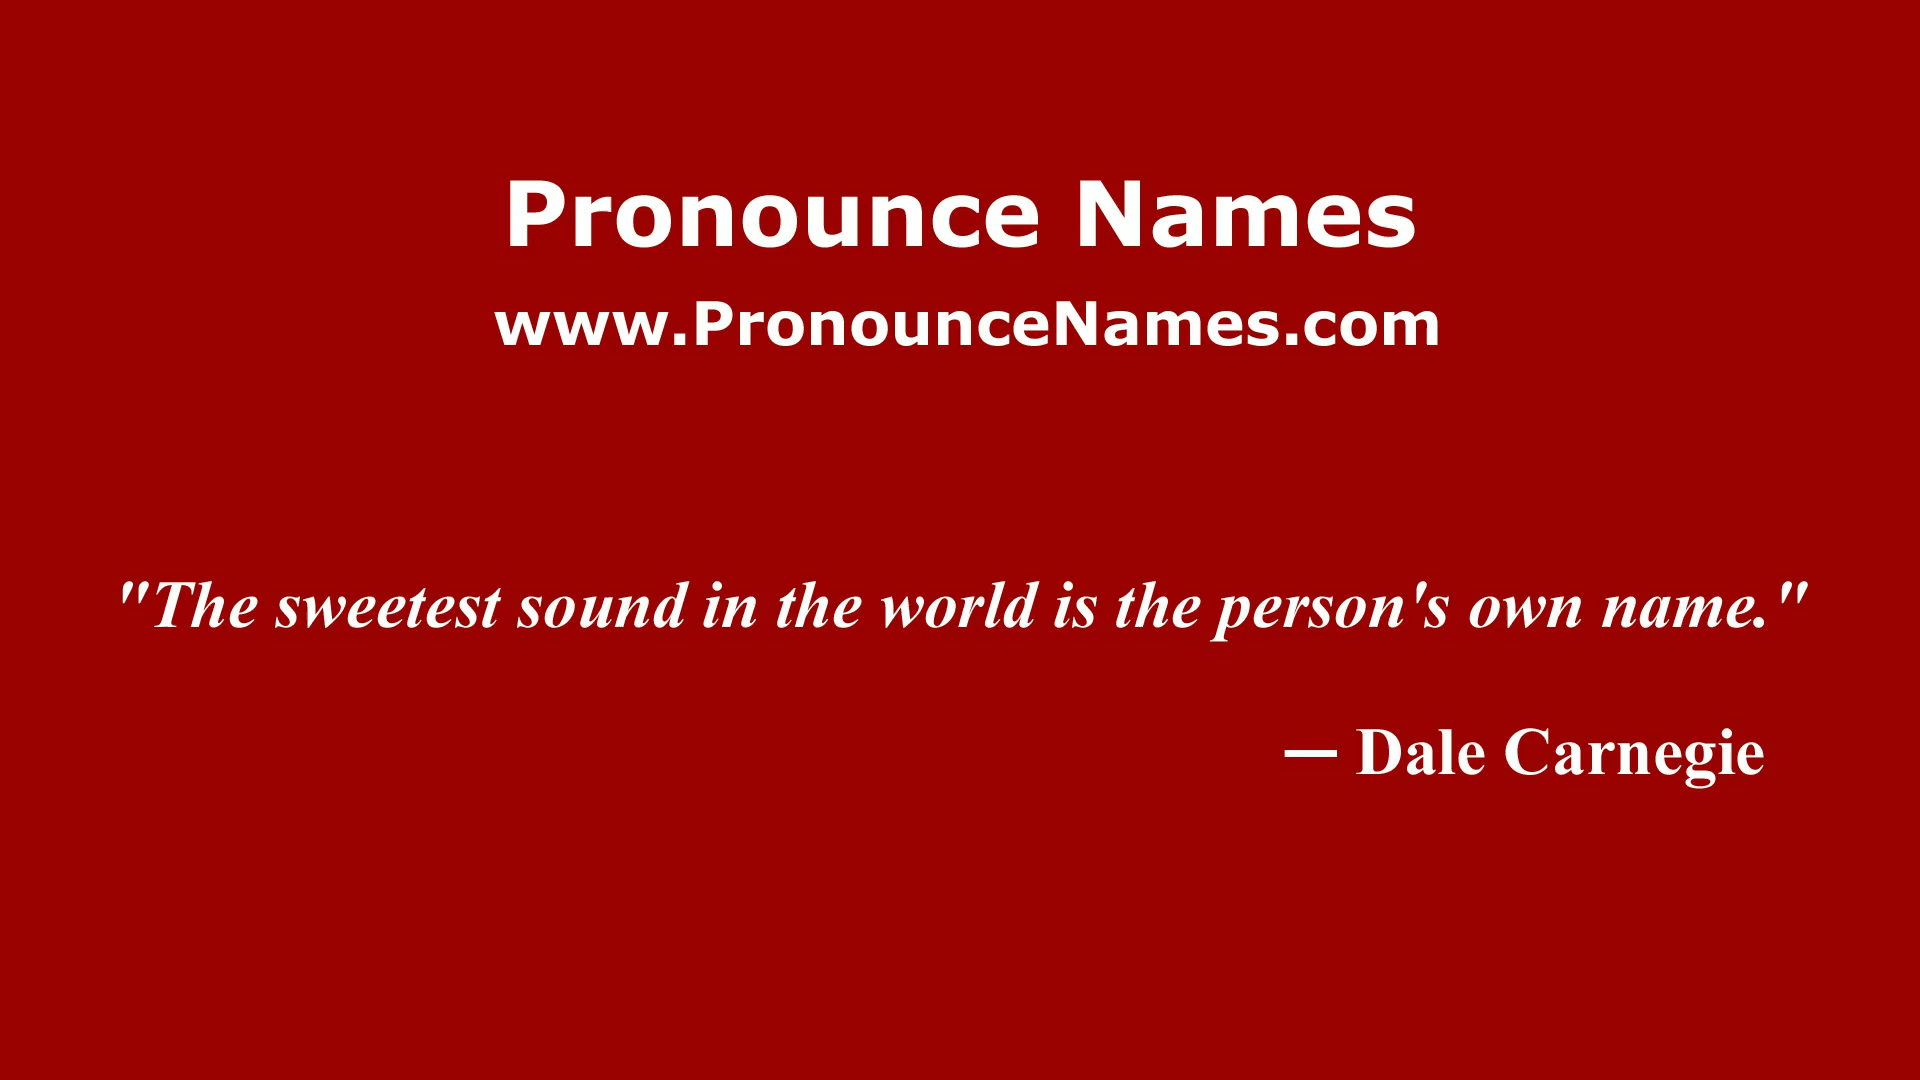 Pronounce Names
www.PronounceNames.com
"The sweetest sound in the world is the person's own name."
— Dale Carnegie